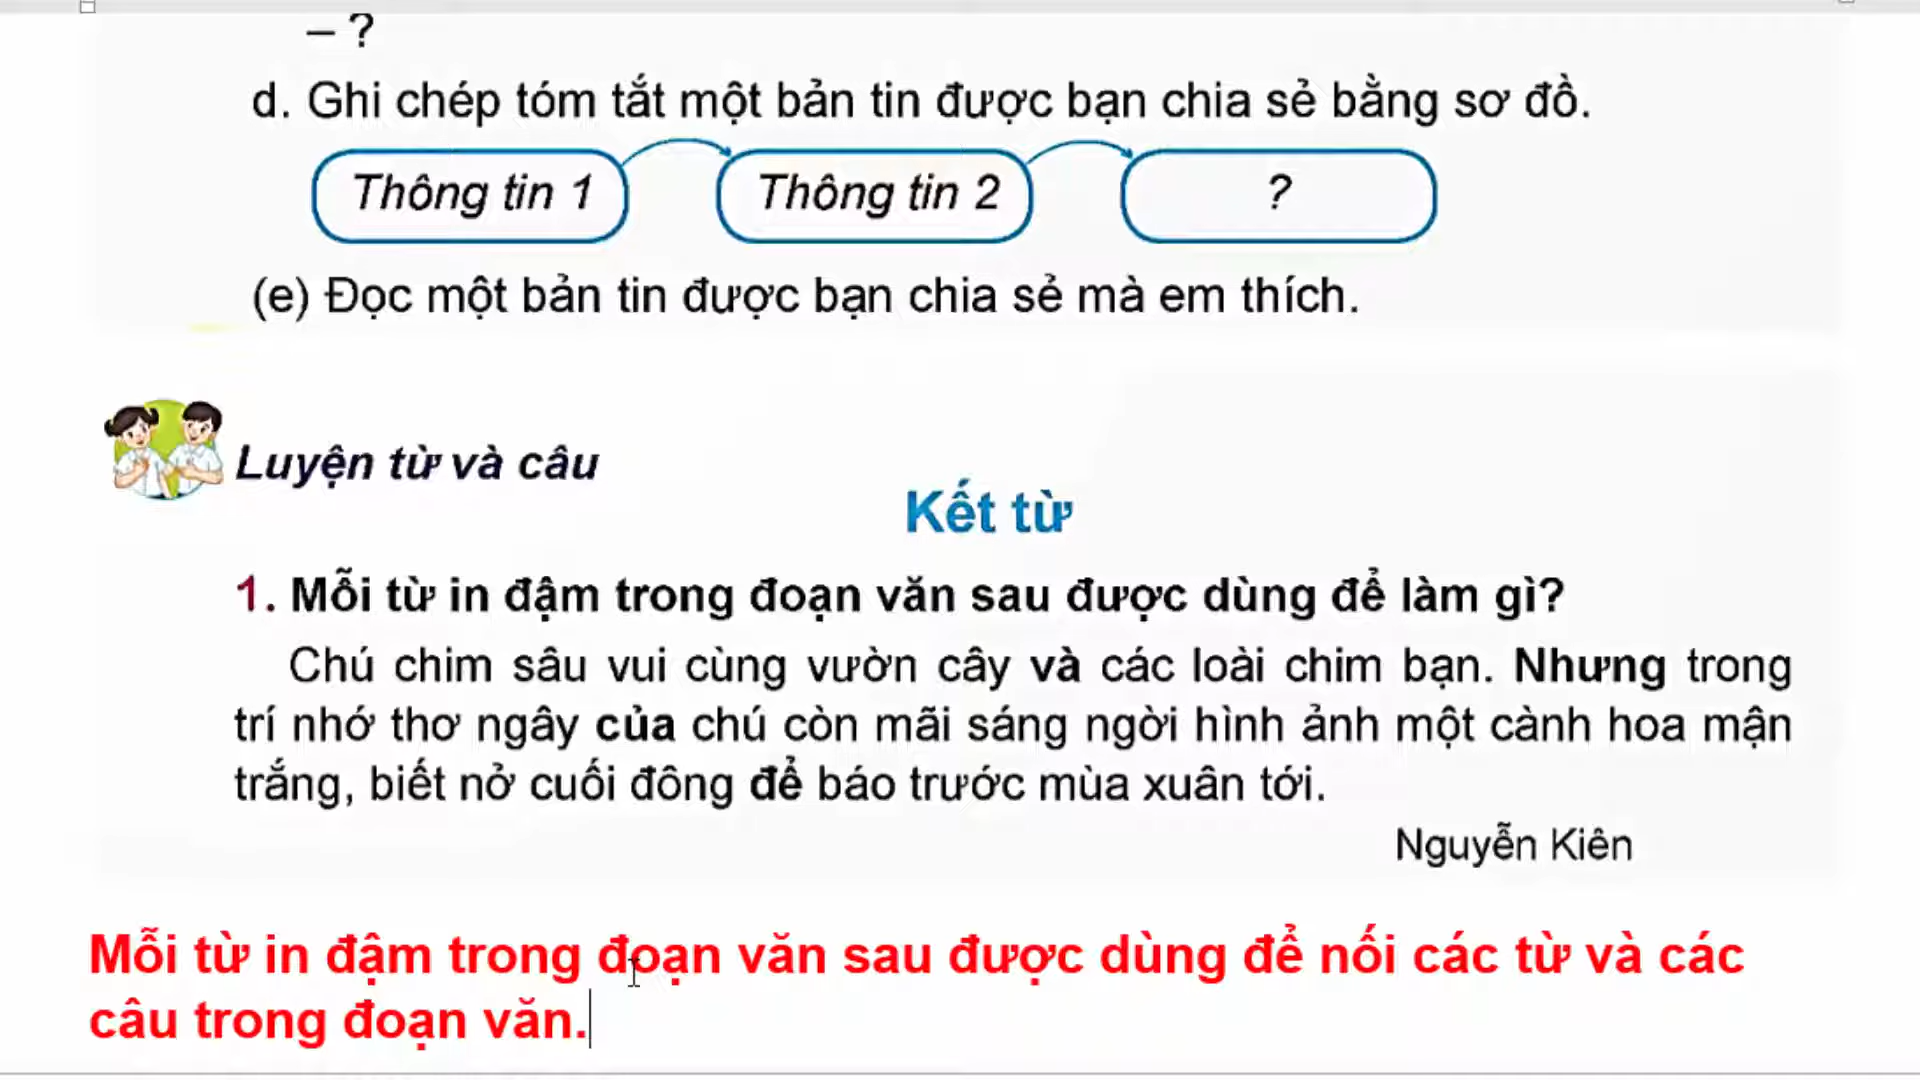 – ?
d. Ghi chép tóm tắt một bản tin được bạn chia sẻ bằng sơ đồ.
Thông tin 1 Thông tin 2 ?
(e) Đọc một bản tin được bạn chia sẻ mà em thích.
Luyện từ và câu
Kết từ
1. Mỗi từ in đậm trong đoạn văn sau được dùng để làm gì?
Chú chim sâu vui cùng vườn cây và các loài chim bạn. Nhưng trong
trí nhớ thơ ngây của chú còn mãi sáng ngời hình ảnh một cành hoa mận
trắng, biết nở cuối đông để báo trước mùa xuân tới.
Nguyễn Kiên
Mỗi từ in đậm trong đoạn văn sau được dùng để nối các từ và các
câu trong đoạn văn.